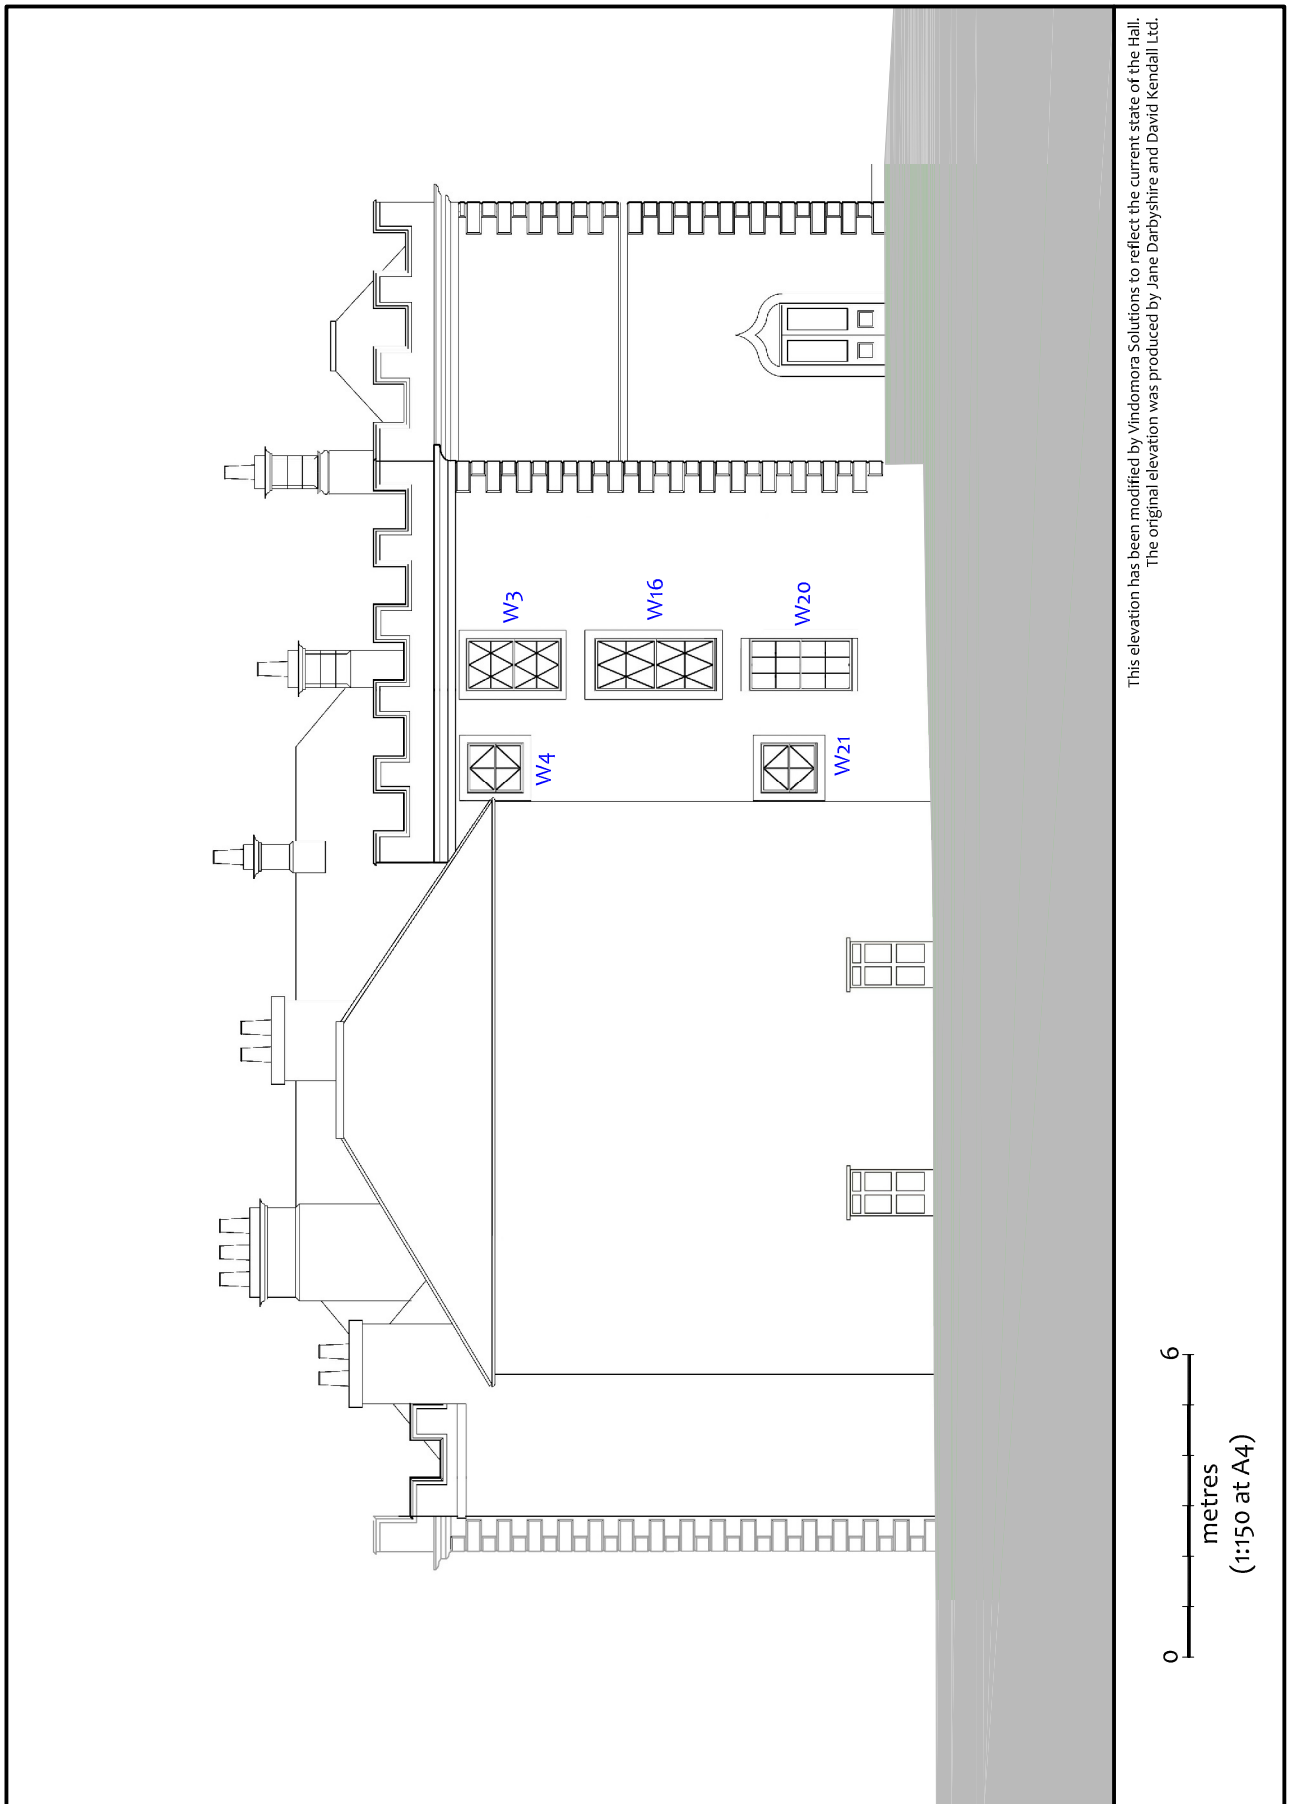 W4
W3
W16
W21
W20
0
6
metres
(1:150 at A4)
This elevation has been modified by Vindomora Solutions to reflect the current state of the Hall.
The original elevation was produced by Jane Darbyshire and David Kendall Ltd.